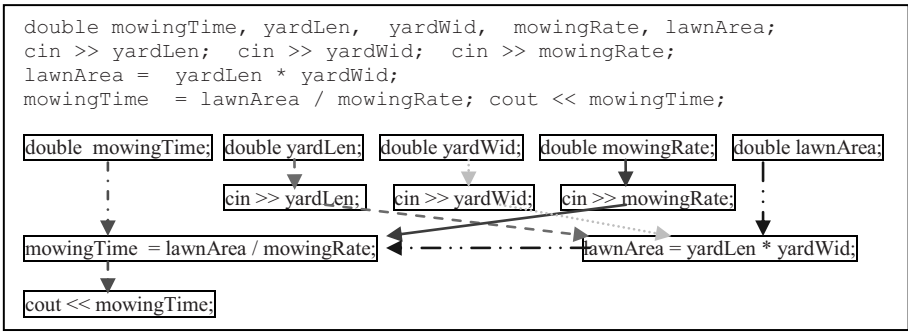 double mowingTime, yardLen, yardWid, mowingRate, lawnArea;
cin >> yardLen; cin >> yardWid; cin >> mowingRate;
lawnArea = yardLen * yardWid;
mowingTime = lawnArea / mowingRate; cout << mowingTime;
double mowingTime; double yardLen; double yardWid; double mowingRate; double lawnArea;
cin >> yardLen; cin >> yardWid; cin >> mowingRate;
mowingTime = lawnArea / mowingRate; lawnArea = yardLen * yardWid;
cout << mowingTime;